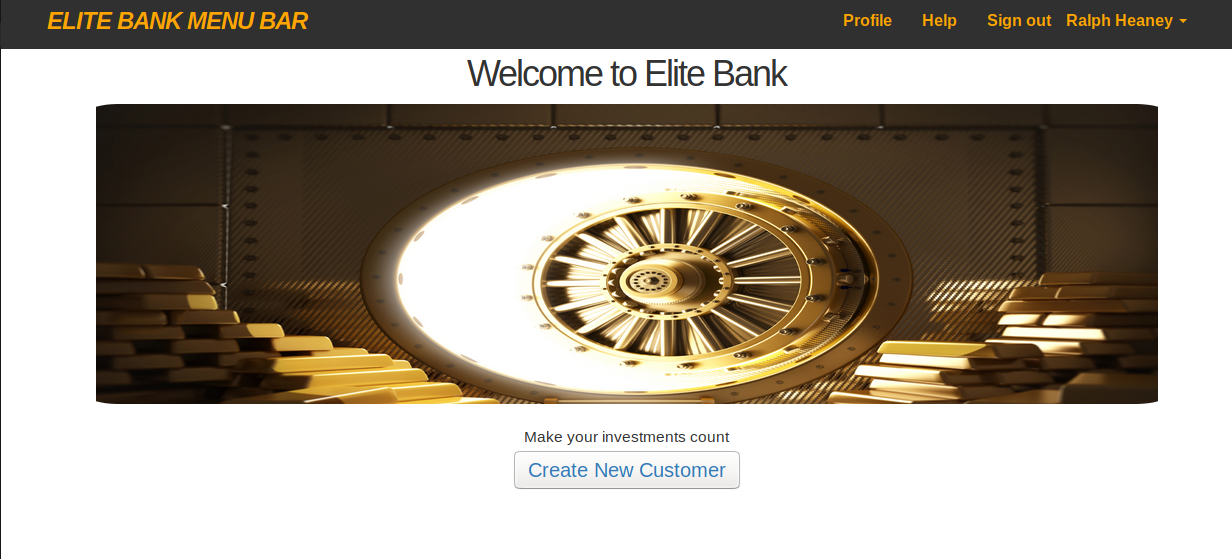 ELITE BANK MENU BAR
Profile Help Sign out Ralph Heaney
Welcome to Elite Bank
Make your investments count
Create New Customer